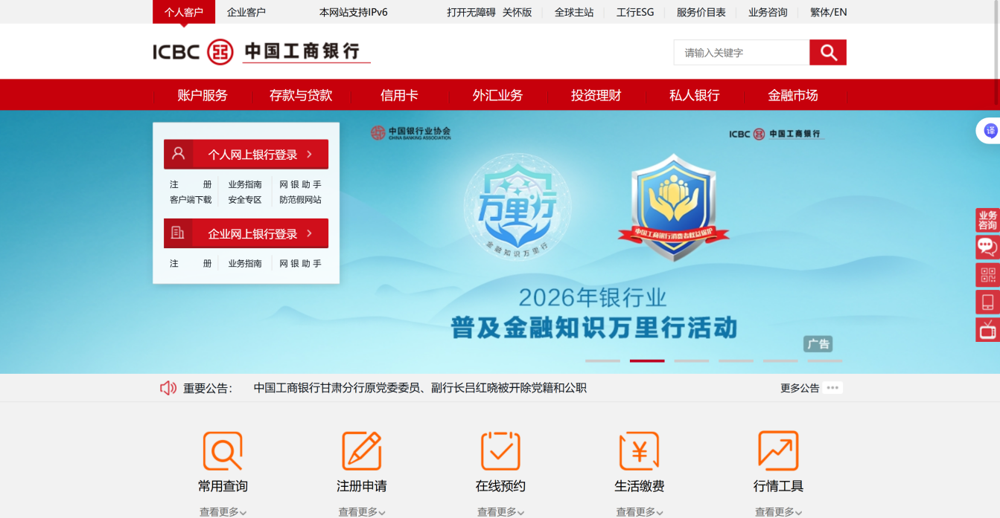 个人客户 企业客户 本网站支持IPv6 打开无障碍 关怀版 全球主站 工行ESG 服务价目表 业务咨询 繁体/EN
ICBC 中国工商银行
请输入关键字
账户服务 存款与贷款 信用卡 外汇业务 投资理财 私人银行 金融市场
中国银行业协会
CHINA BANKING ASSOCIATION
ICBC 中国工商银行
译
个人网上银行登录
注 册 业务指南 网银助手
客户端下载 安全专区 防范假网站
企业网上银行登录
注 册 业务指南 网银助手
万里行
金融知识万里行
中国工商银行消费者权益保护
业务
咨询
2026年银行业
普及金融知识万里行活动
广告
重要公告： 中国工商银行甘肃分行原党委委员、副行长吕红晓被开除党籍和公职 更多公告
常用查询 注册申请 在线预约 生活缴费 行情工具
查看更多 查看更多 查看更多 查看更多 查看更多